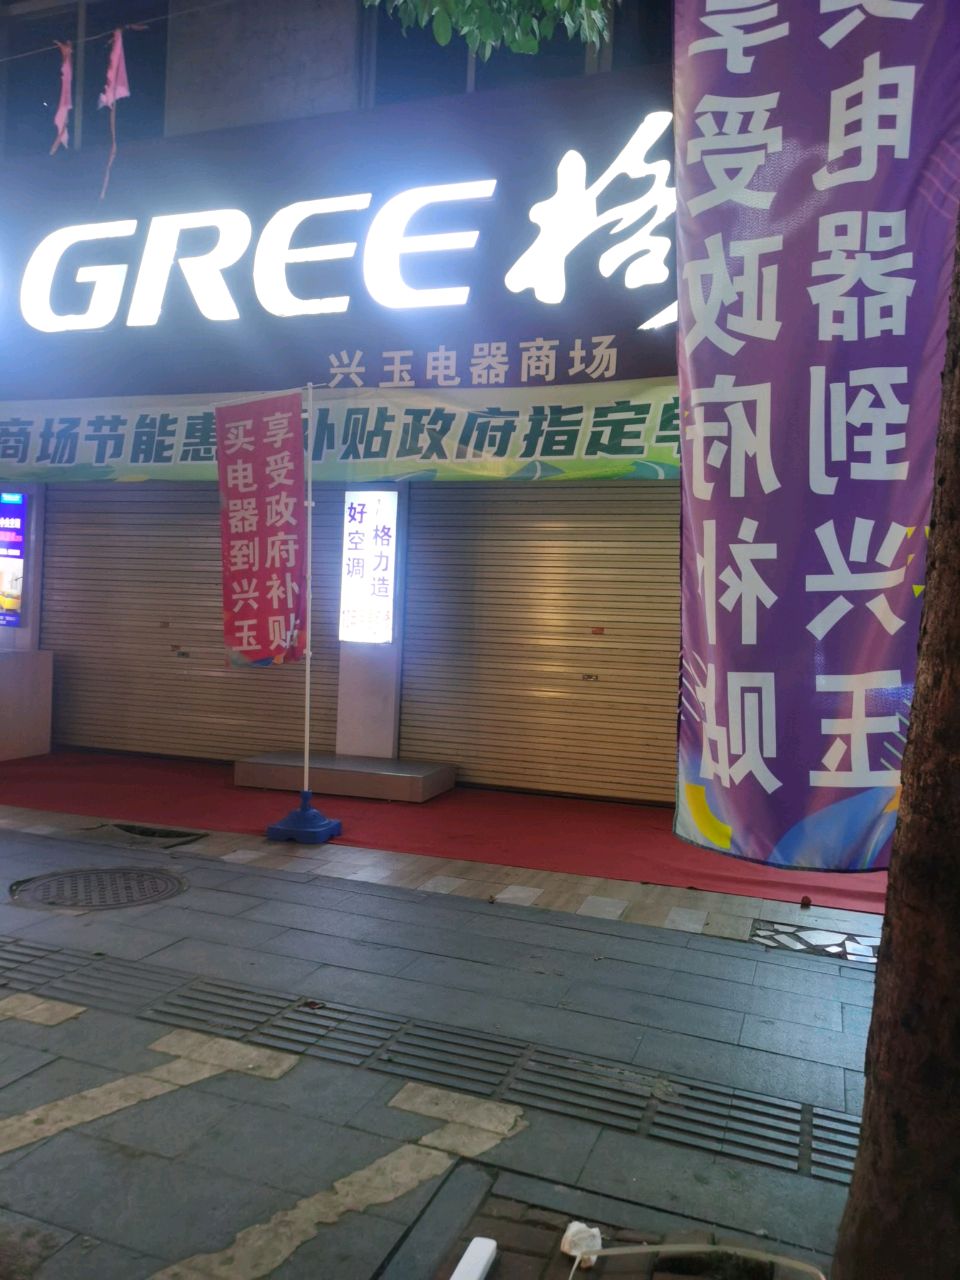 GREE 格
兴玉电器商场
商场节能惠
补贴政府指定
享受政府补贴
买电器到兴玉
好空调
格力造
享受政府补贴
买电器到兴玉